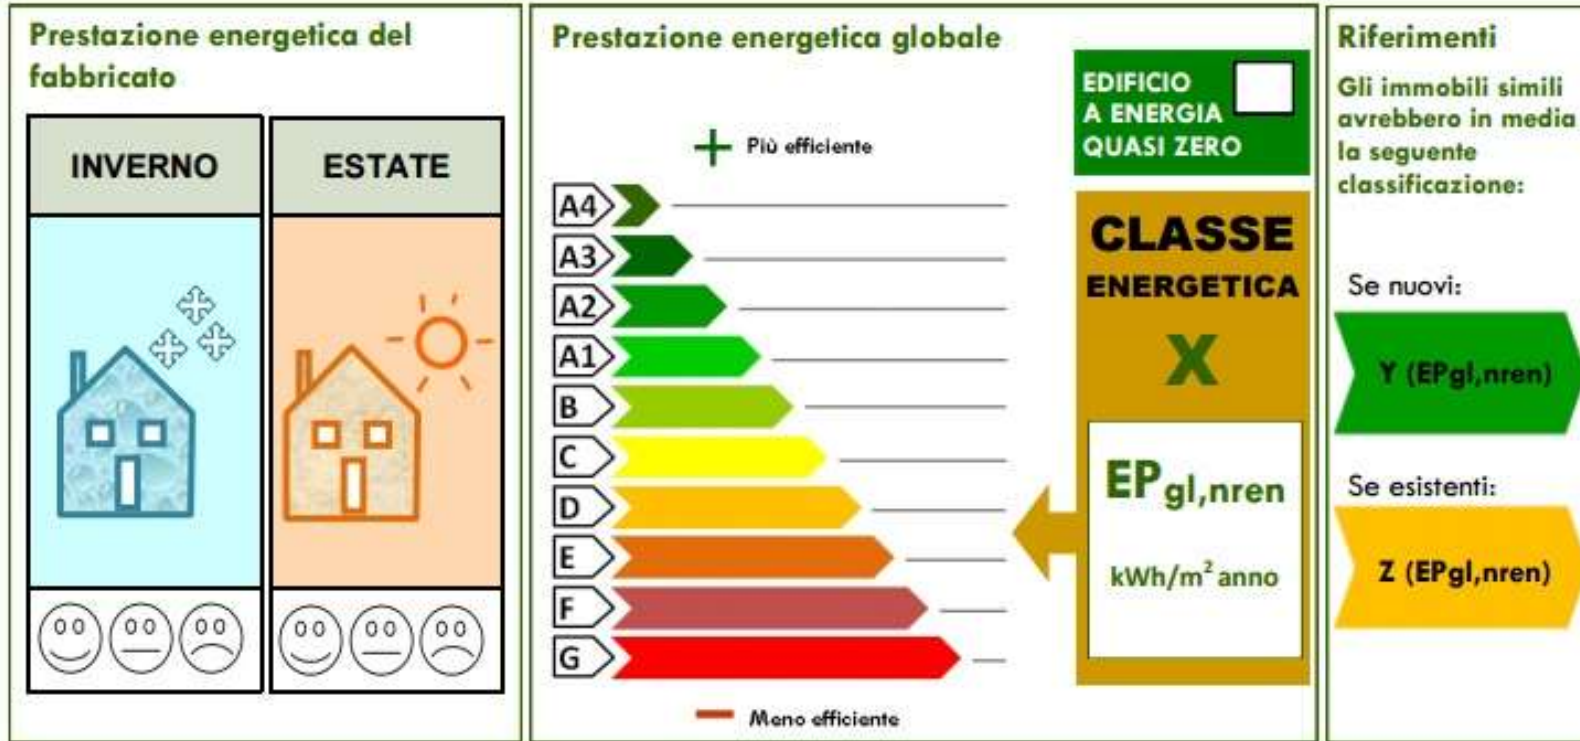 Prestazione energetica del
fabbricato
INVERNO
ESTATE
Prestazione energetica globale
Più efficiente
A4
A3
A2
A1
B
C
D
E
F
G
Meno efficiente
EDIFICIO
A ENERGIA
QUASI ZERO
CLASSE
ENERGETICA
X
EPgl,nren
kWh/m² anno
Riferimenti
Gli immobili simili
avrebbero in media
la seguente
classificazione:
Se nuovi:
Y (EPgl,nren)
Se esistenti:
Z (EPgl,nren)